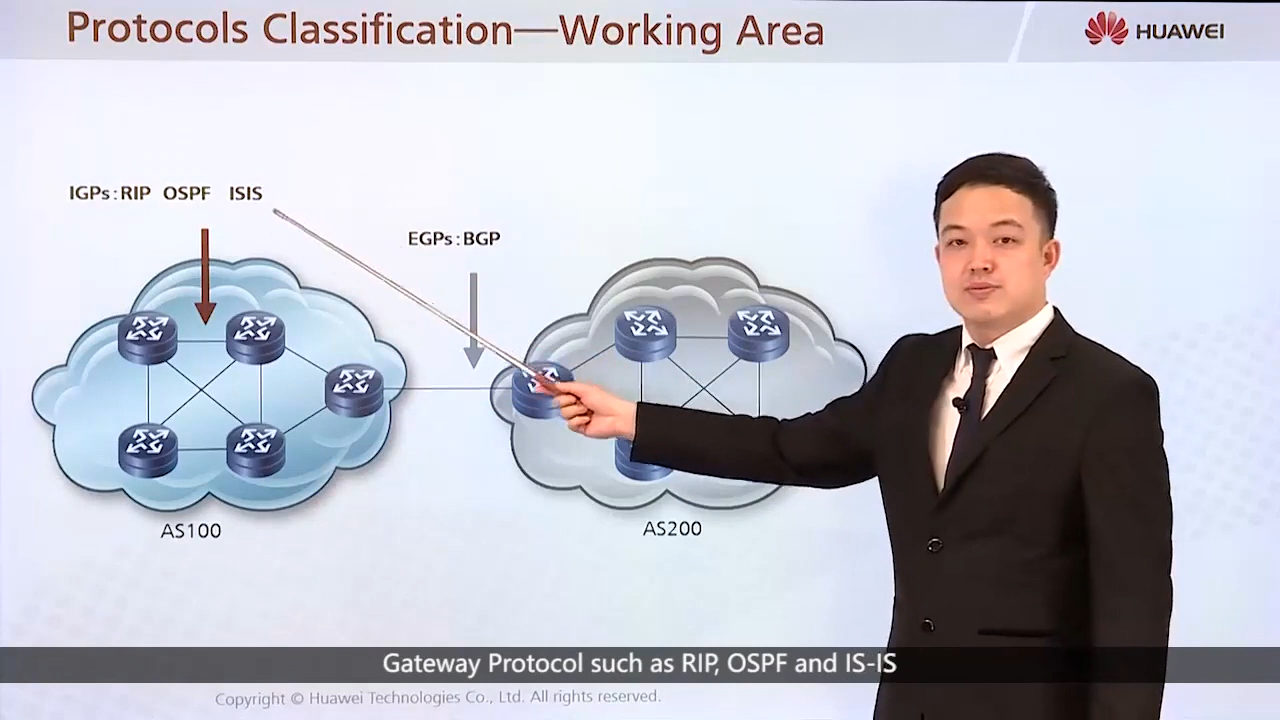 Protocols Classification—Working Area
HUAWEI
IGPs:RIP OSPF ISIS
EGPs:BGP
AS100
AS200
Gateway Protocol such as RIP, OSPF and IS-IS
Copyright © Huawei Technologies Co., Ltd. All rights reserved.